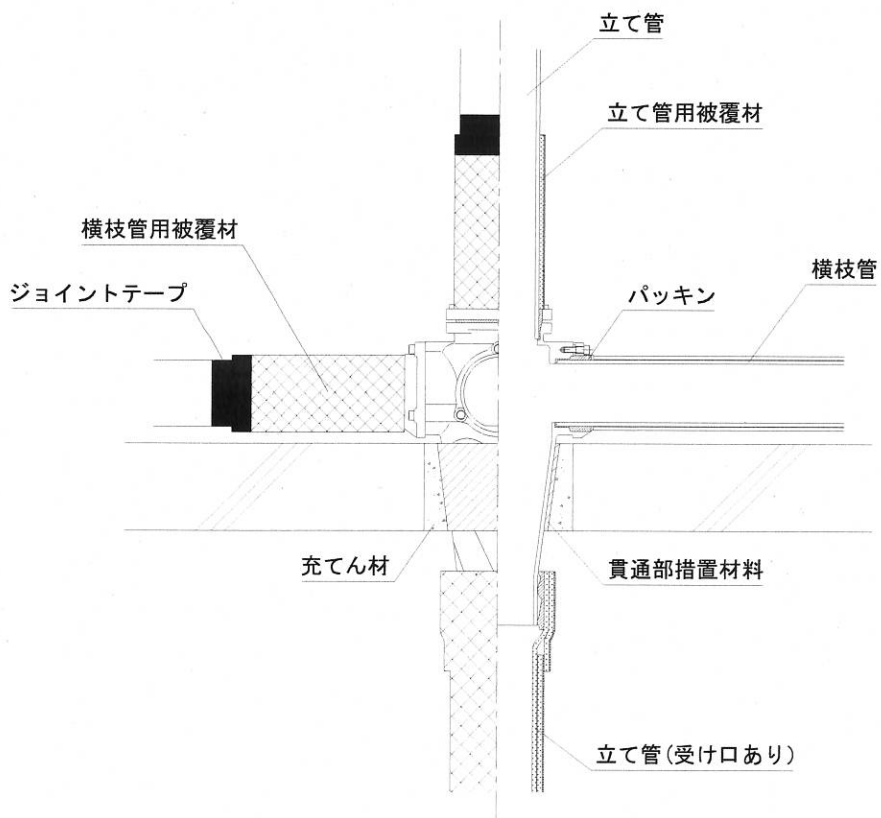 立て管
立て管用被覆材
横枝管用被覆材
横枝管
ジョイントテープ
パッキン
充てん材
貫通部措置材料
立て管(受け口あり)